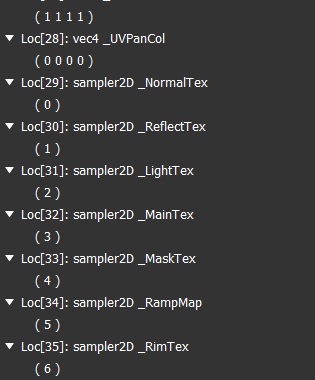 ( 1 1 1 1 )
Loc[28]: vec4 _UVPanCol
( 0 0 0 0 )
Loc[29]: sampler2D _NormalTex
( 0 )
Loc[30]: sampler2D _ReflectTex
( 1 )
Loc[31]: sampler2D _LightTex
( 2 )
Loc[32]: sampler2D _MainTex
( 3 )
Loc[33]: sampler2D _MaskTex
( 4 )
Loc[34]: sampler2D _RampMap
( 5 )
Loc[35]: sampler2D _RimTex
( 6 )